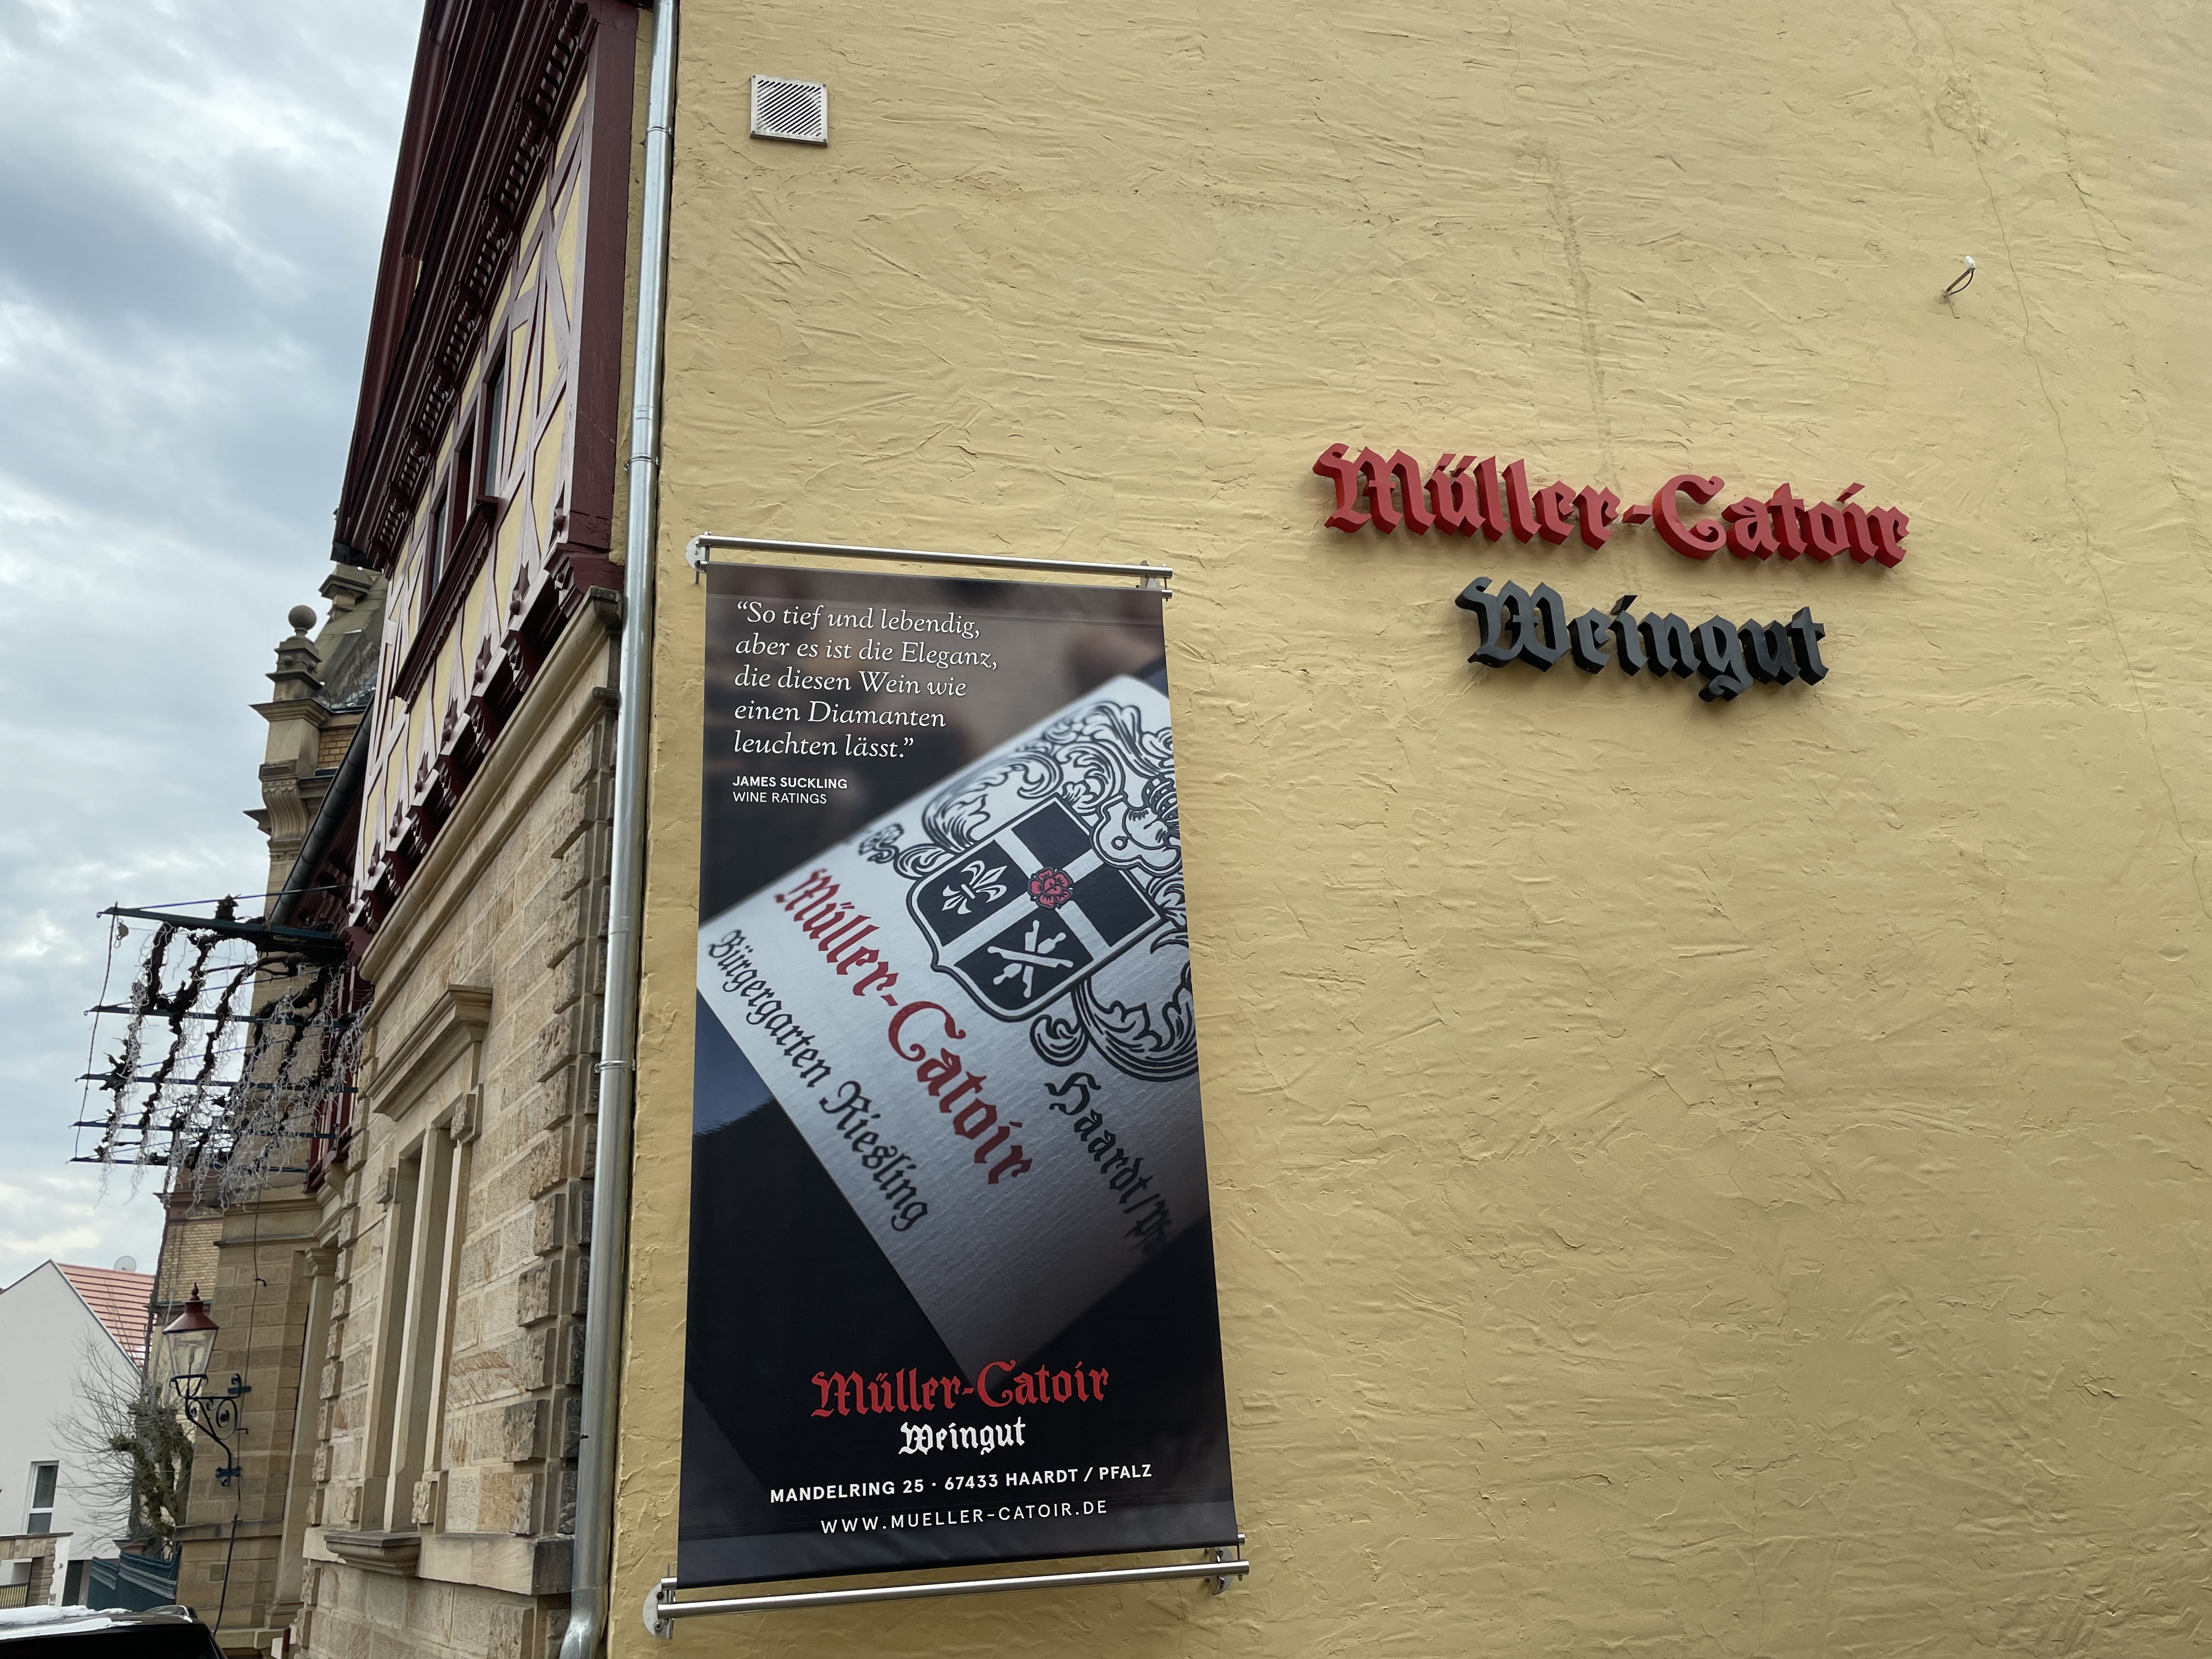 “So tief und lebendig,
aber es ist die Eleganz,
die diesen Wein wie
einen Diamanten
leuchten lässt.”
JAMES SUCKLING
WINE RATINGS
Müller-Catoir
Bürgergarten Riesling
Haardt/Pf
Müller-Catoir
Weingut
MANDELRING 25 · 67433 HAARDT / PFALZ
WWW.MUELLER-CATOIR.DE
Müller-Catoir
Weingut